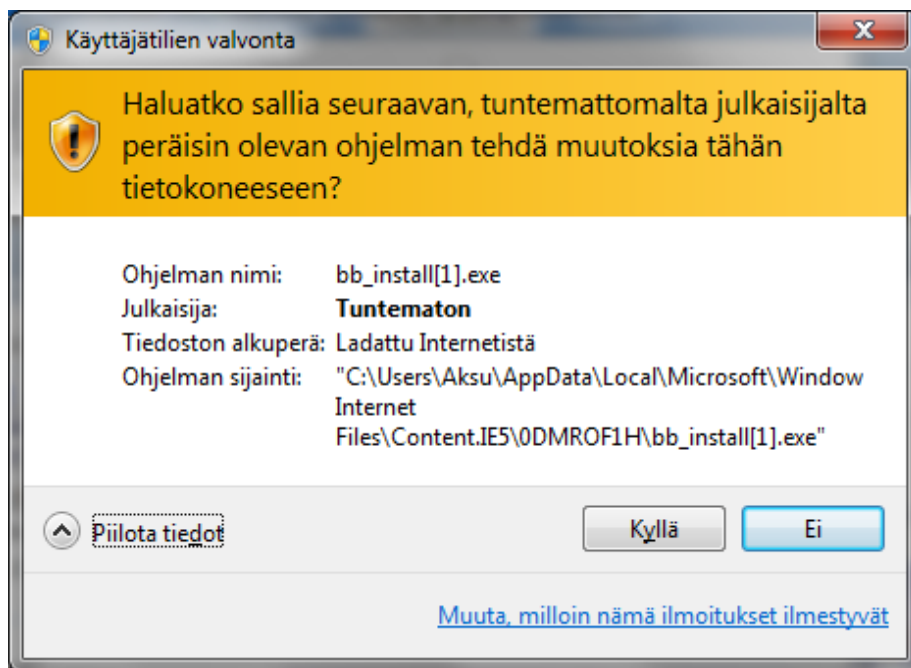 Käyttäjätilien valvonta
Haluatko sallia seuraavan, tuntemattomalta julkaisijalta
peräisin olevan ohjelman tehdä muutoksia tähän
tietokoneeseen?
Ohjelman nimi: bb_install[1].exe
Julkaisija: Tuntematon
Tiedoston alkuperä: Ladattu Internetistä
Ohjelman sijainti: "C:\Users\Aksu\AppData\Local\Microsoft\Window
Internet
Files\Content.IE5\0DMROF1H\bb_install[1].exe"
Piilota tiedot
Kyllä
Ei
Muuta, milloin nämä ilmoitukset ilmestyvät